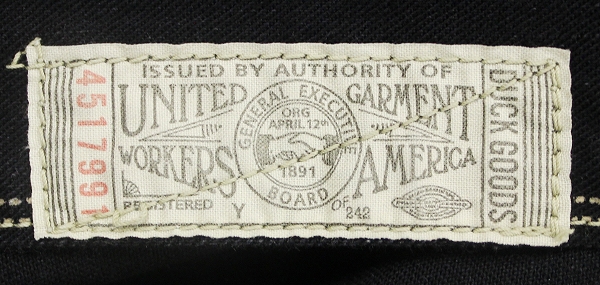 4517991
ISSUED BY AUTHORITY OF
UNITED GARMENT
WORKERS OF AMERICA
GENERAL EXECUTIVE
BOARD
ORG
APRIL 12th
1891
REGISTERED
Y
242
DUCK GOODS